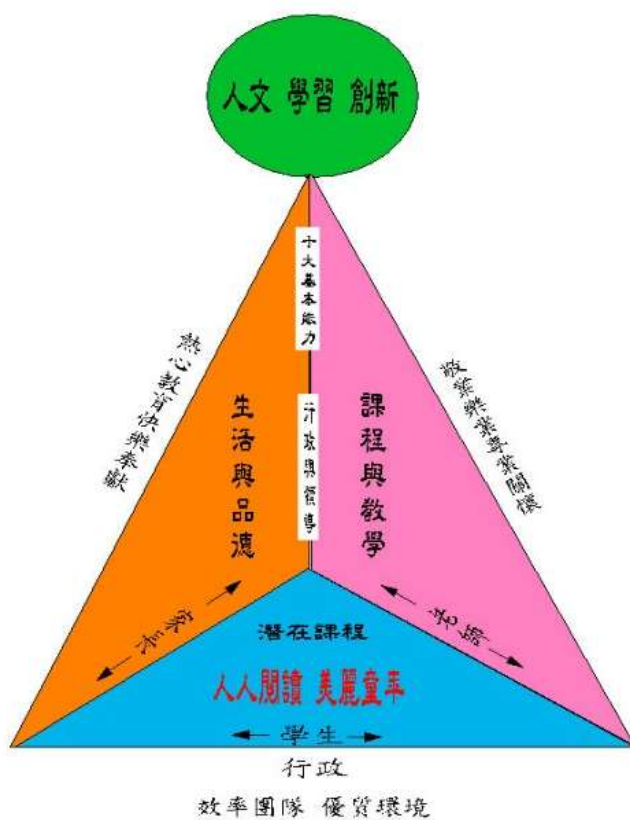 人文 學習 創新
十大基本能力
熱心教育快樂奉獻
敬業樂業專業關懷
生活與品德
行政與領導
課程與教學
家長
老師
潛在課程
人人閱讀 美麗童年
學生
行政
效率團隊 優質環境